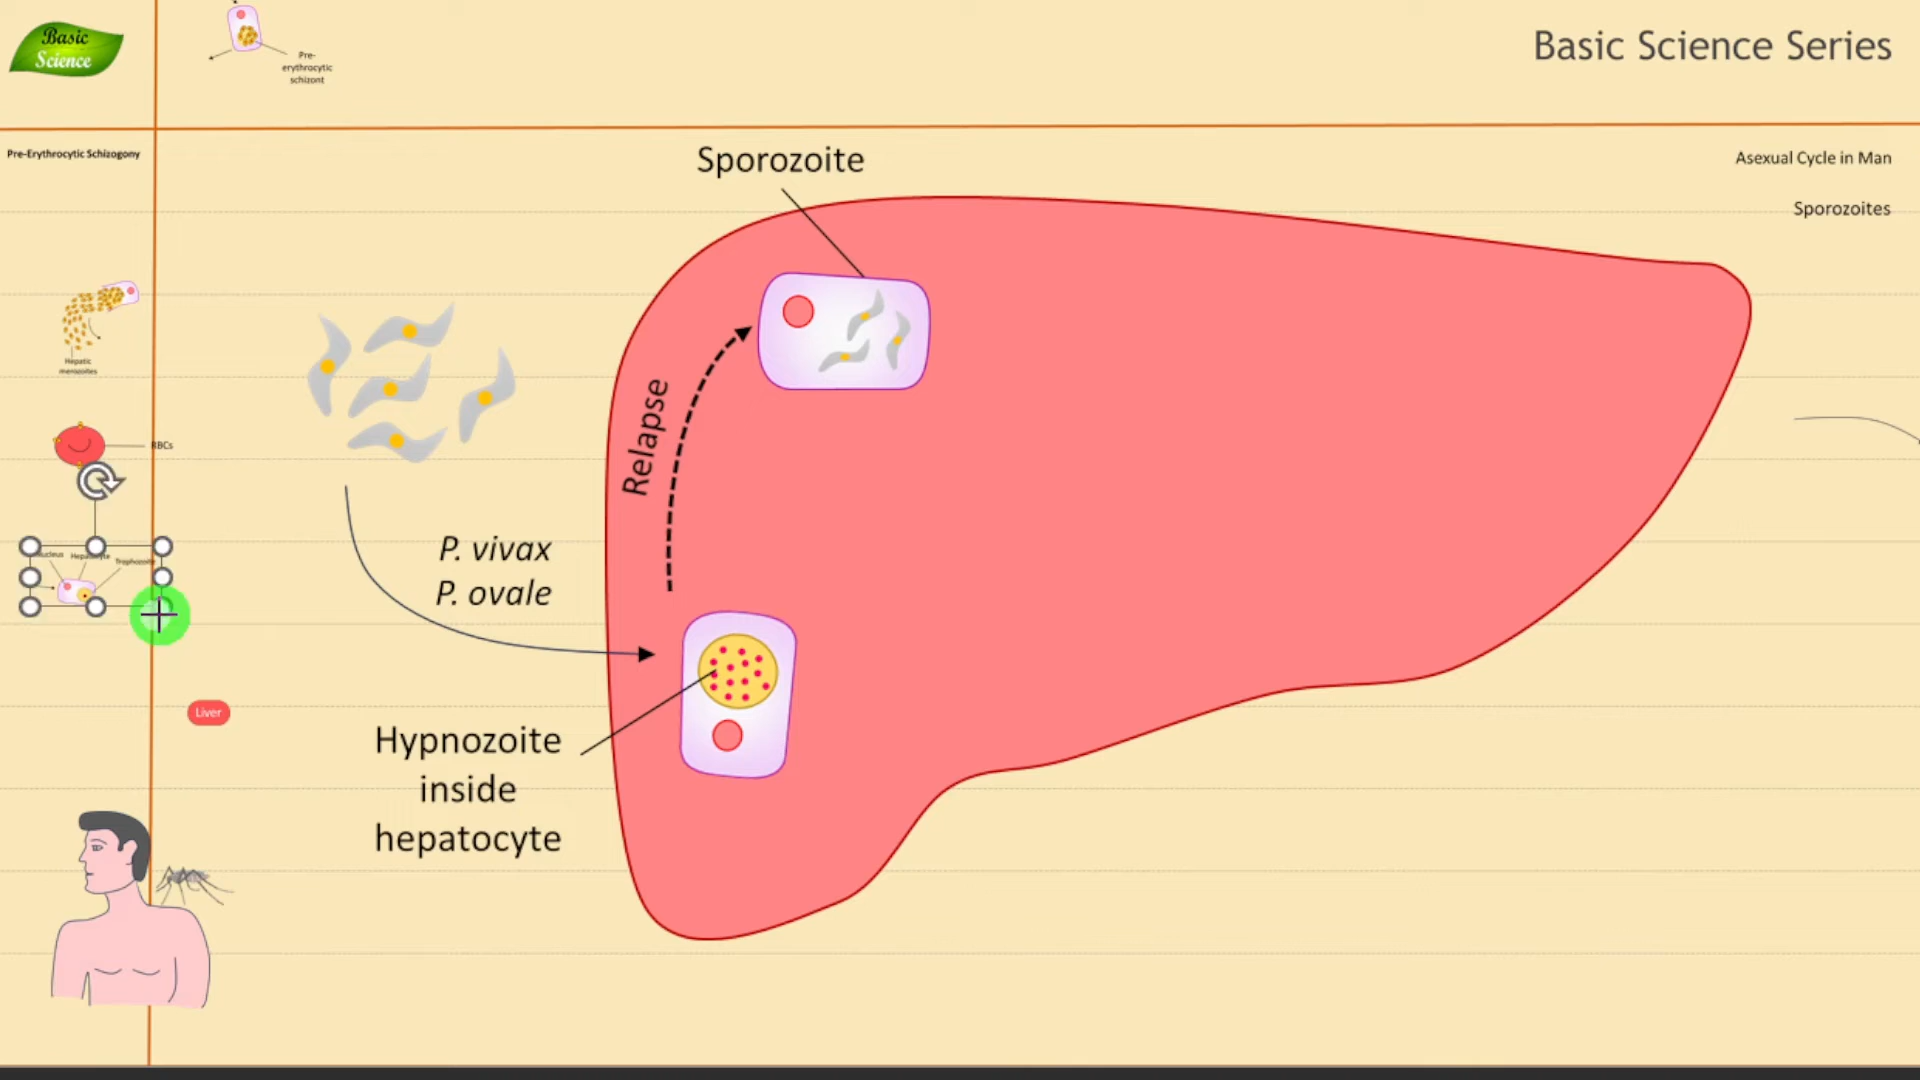 Basic
Science
Pre-
erythrocytic
schizont
Basic Science Series
Pre-Erythrocytic Schizogony
Asexual Cycle in Man
Sporozoites
Sporozoite
Hepatic
merozoites
RBCs
Relapse
P. vivax
P. ovale
Liver
Hypnozoite
inside
hepatocyte